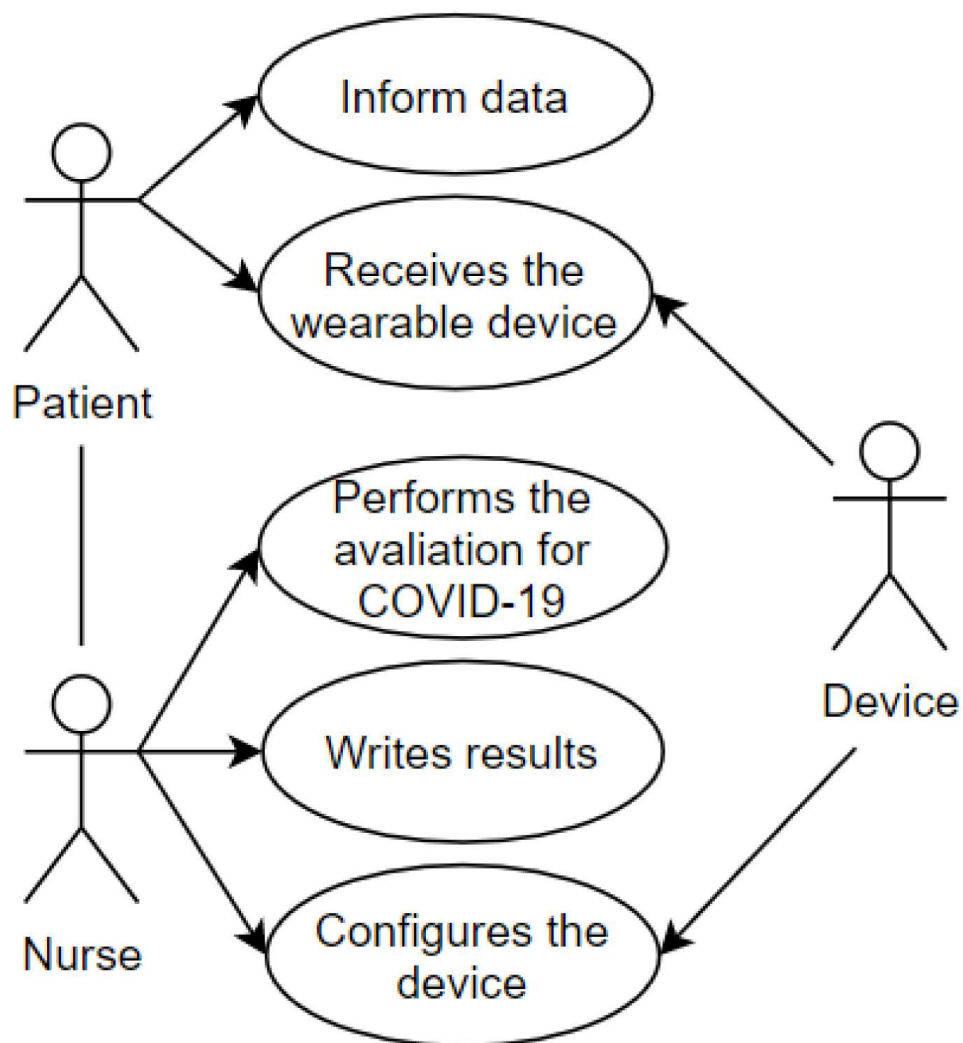 Inform data
Receives the
wearable device
Patient
Performs the
avaliation for
COVID-19
Device
Writes results
Nurse
Configures the
device